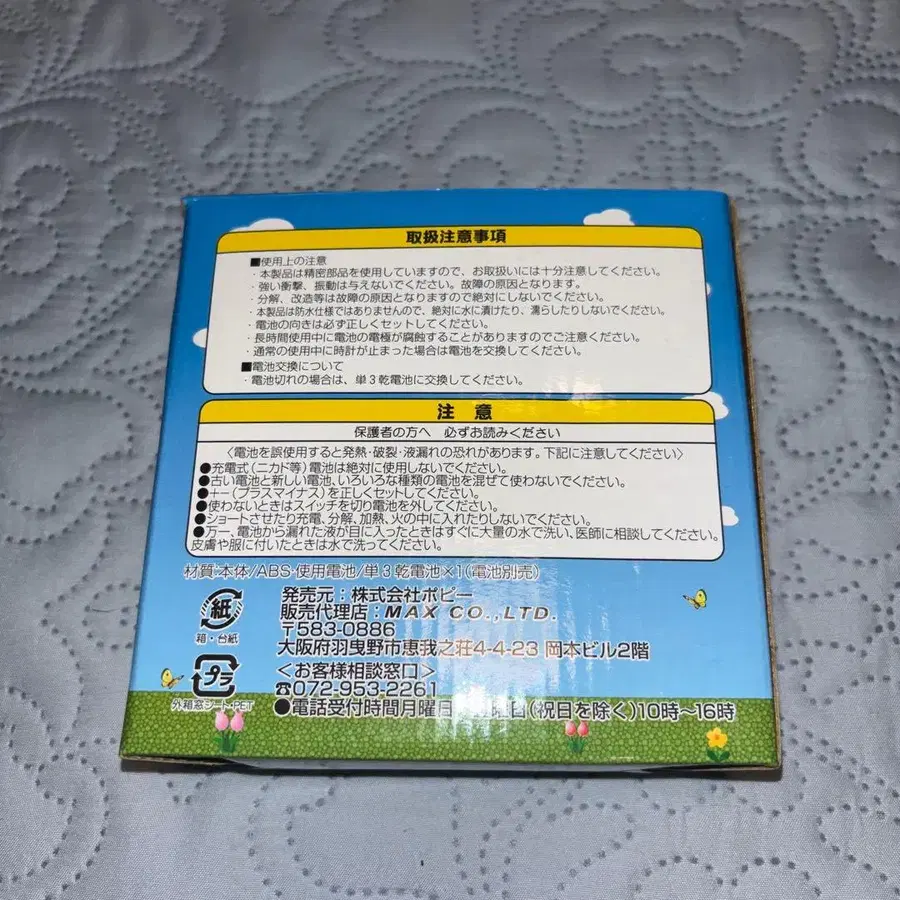 取扱注意事項
■使用上の注意
・本製品は精密部品を使用していますので、お取扱いには十分注意してください。
・強い衝撃、振動は与えないでください。故障の原因となります。
・分解、改造等は故障の原因となりますので絶対にしないでください。
・本製品は防水仕様ではありませんので、絶対に水に漬けたり、濡らしたりしないでください。
・電池の向きは必ず正しくセットしてください。
・長時間使用中に電池の電極が腐蝕することがありますのでご注意ください。
・通常の使用中に時計が止まった場合は電池を交換してください。
■電池交換について
・電池切れの場合は、単3乾電池に交換してください。
注 意
保護者の方へ 必ずお読みください
〈電池を誤使用すると発熱・破裂・液漏れの恐れがあります。下記に注意してください〉
●充電式(ニカド等)電池は絶対に使用しないでください。
●古い電池と新しい電池、いろいろな種類の電池を混ぜて使わないでください。
●+−(プラスマイナス)を正しくセットしてください。
●使わないときはスイッチを切り電池を外してください。
●ショートさせたり充電、分解、加熱、火の中に入れたりしないでください。
●万一、電池から漏れた液が目に入ったときはすぐに大量の水で洗い、医師に相談してください。
皮膚や服に付いたときは水で洗ってください。
材質:本体/ABS・使用電池/単3乾電池×1(電池別売)
紙
箱・台紙
発売元:株式会社ポピー
販売代理店:MAX CO.,LTD.
〒583-0886
大阪府羽曳野市恵我之荘4-4-23 岡本ビル2階
プラ
外箱窓シート・PET
〈お客様相談窓口〉
☎072-953-2261
●電話受付時間月曜日 曜日(祝日を除く)10時〜16時